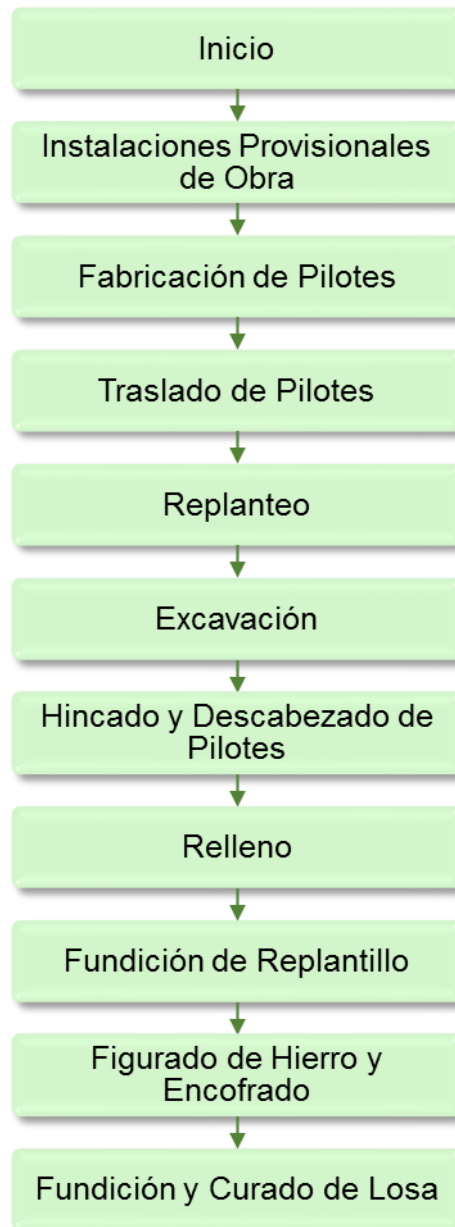 Inicio
Instalaciones Provisionales
de Obra
Fabricación de Pilotes
Traslado de Pilotes
Replanteo
Excavación
Hincado y Descabezado de
Pilotes
Relleno
Fundición de Replantillo
Figurado de Hierro y
Encofrado
Fundición y Curado de Losa